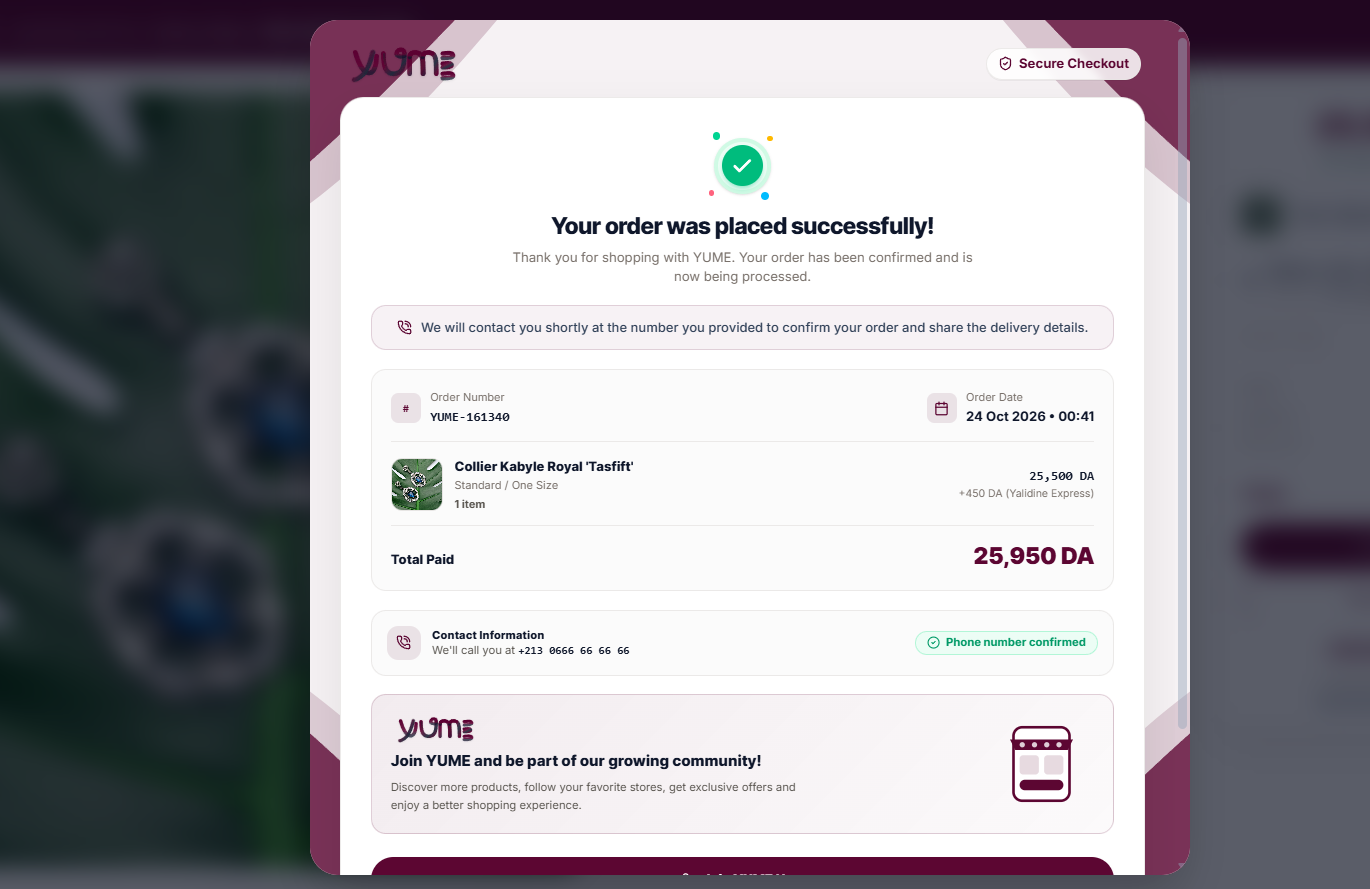 YUME
Secure Checkout
Your order was placed successfully!
Thank you for shopping with YUME. Your order has been confirmed and is
now being processed.
We will contact you shortly at the number you provided to confirm your order and share the delivery details.
Order Number
#
YUME-161340
Order Date
24 Oct 2026 • 00:41
Collier Kabyle Royal 'Tasfift'
Standard / One Size
1 item
25,500 DA
+450 DA (Yalidine Express)
Total Paid
25,950 DA
Contact Information
We'll call you at +213 0666 66 66 66
Phone number confirmed
YUME
Join YUME and be part of our growing community!
Discover more products, follow your favorite stores, get exclusive offers and
enjoy a better shopping experience.